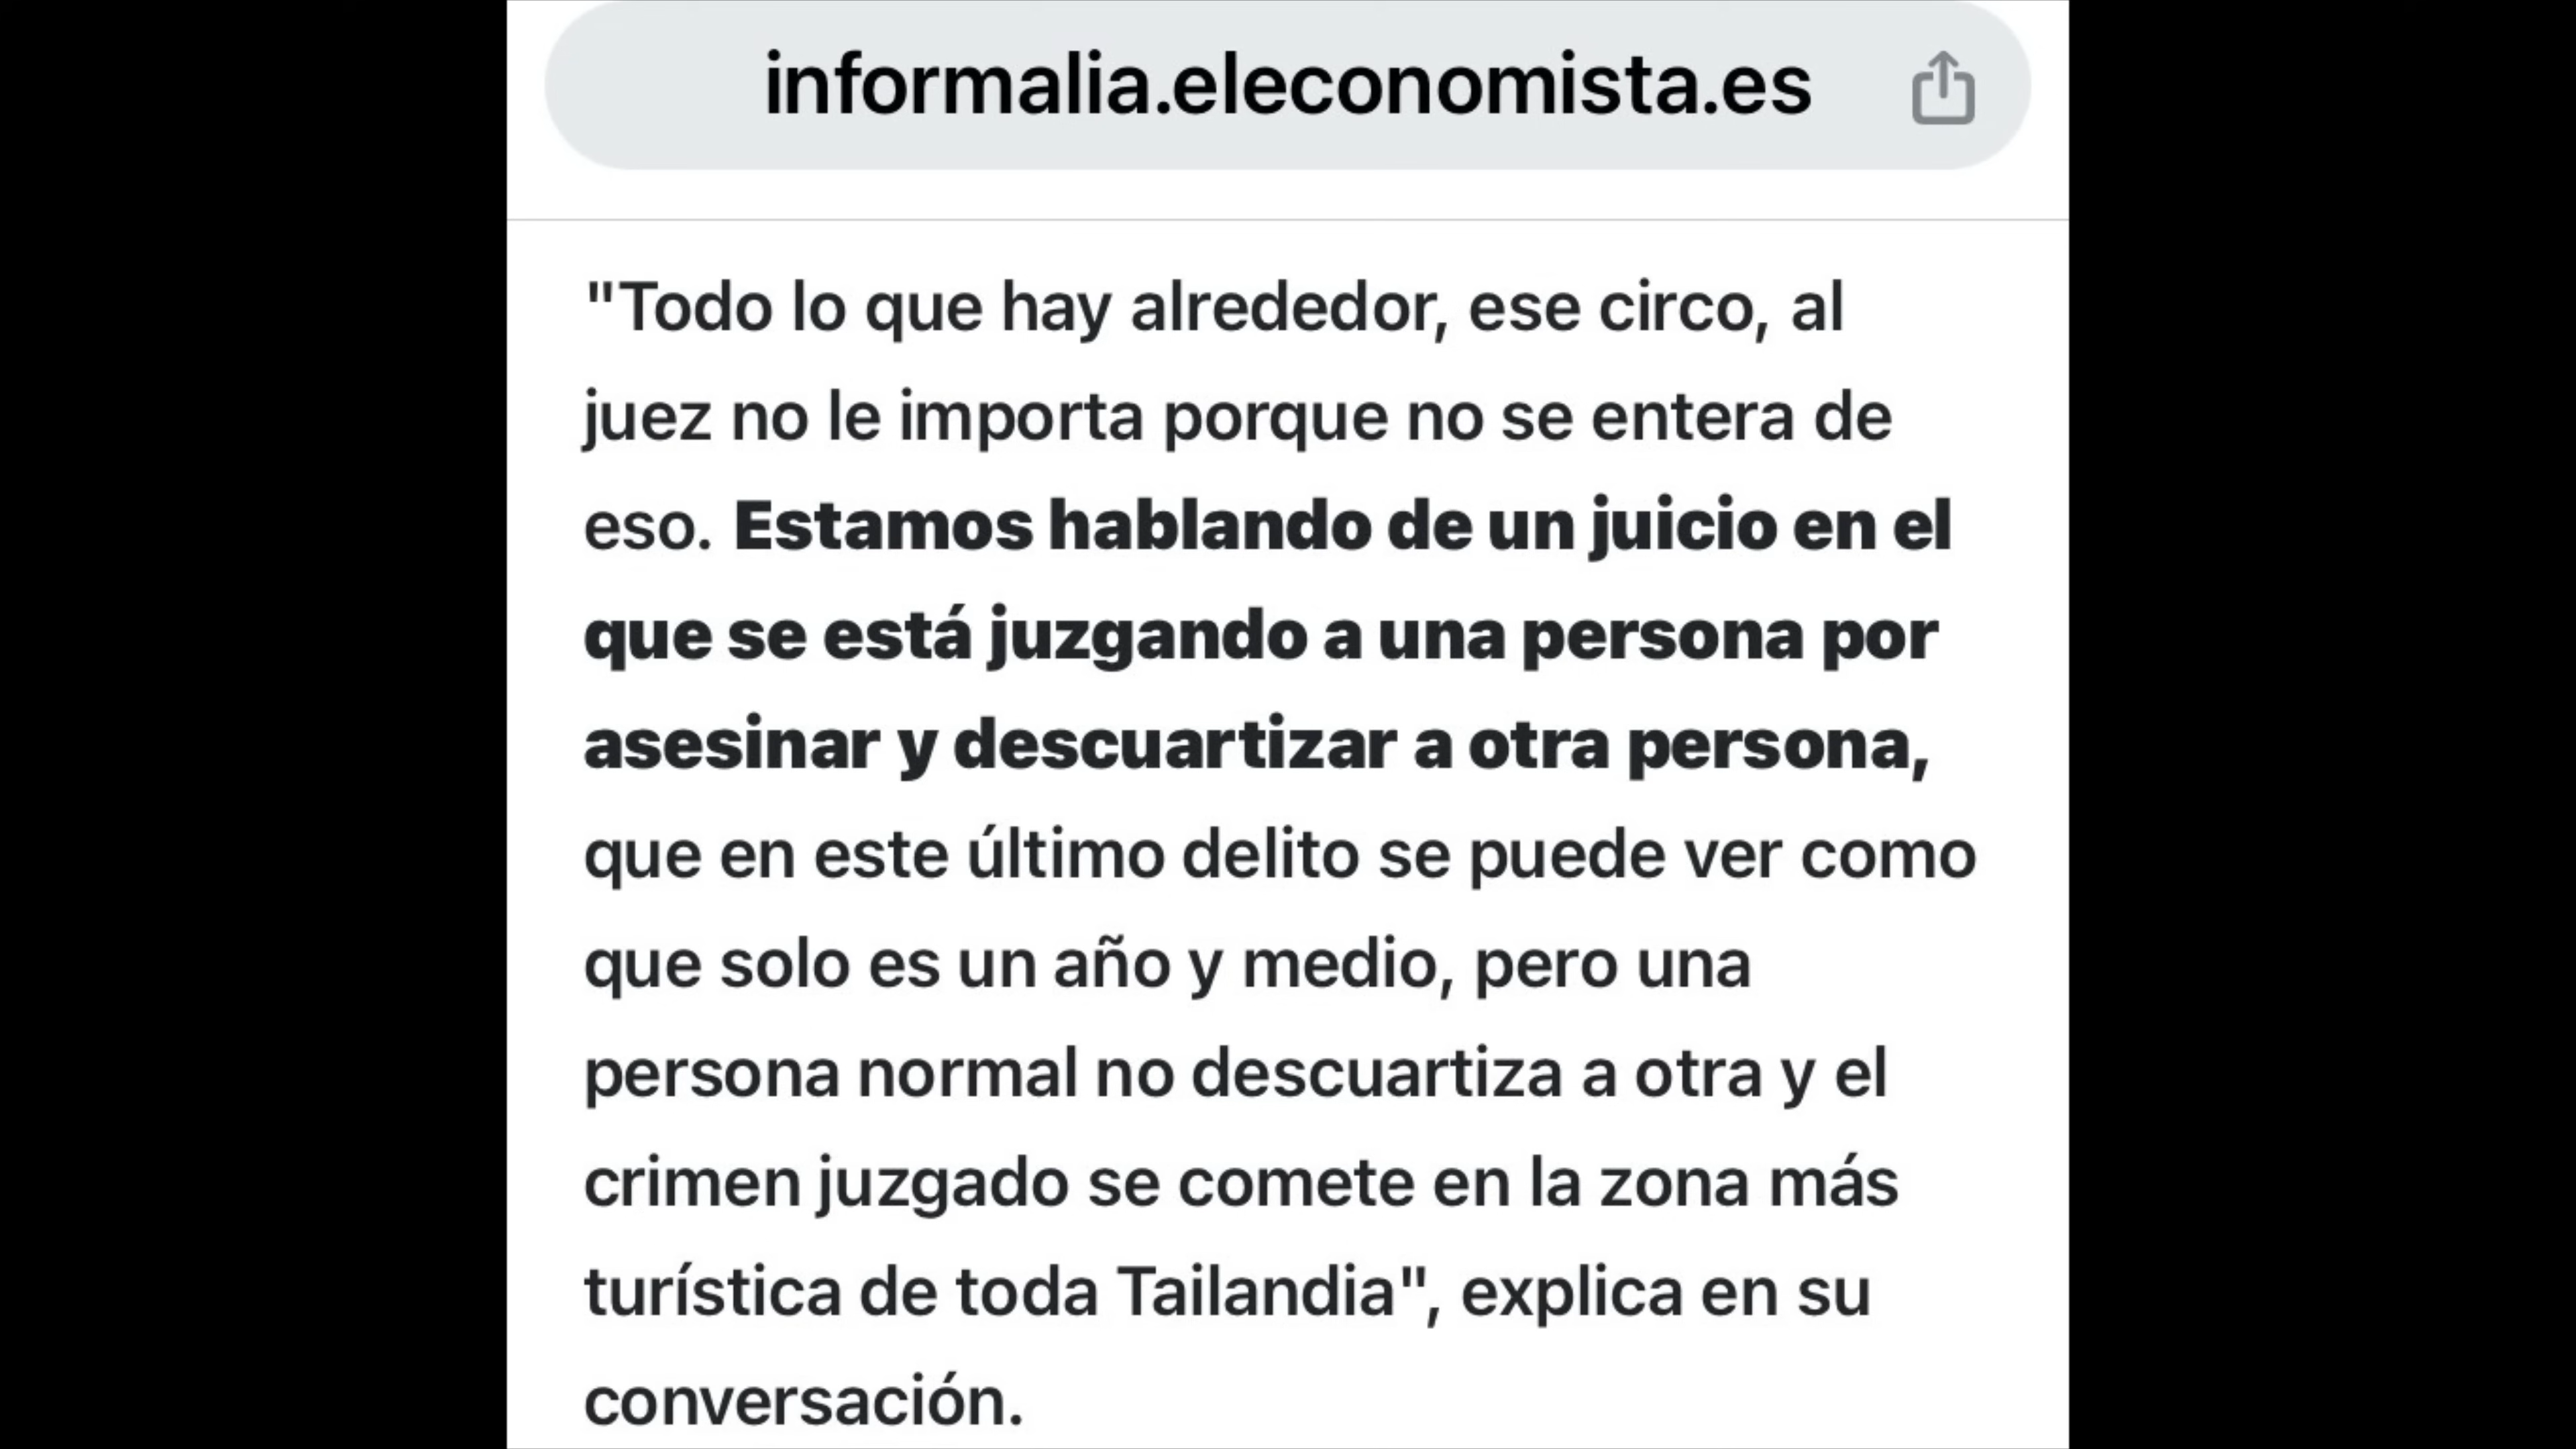 informalia.eleconomista.es
"Todo lo que hay alrededor, ese circo, al
juez no le importa porque no se entera de
eso. Estamos hablando de un juicio en el
que se está juzgando a una persona por
asesinar y descuartizar a otra persona,
que en este último delito se puede ver como
que solo es un año y medio, pero una
persona normal no descuartiza a otra y el
crimen juzgado se comete en la zona más
turística de toda Tailandia", explica en su
conversación.